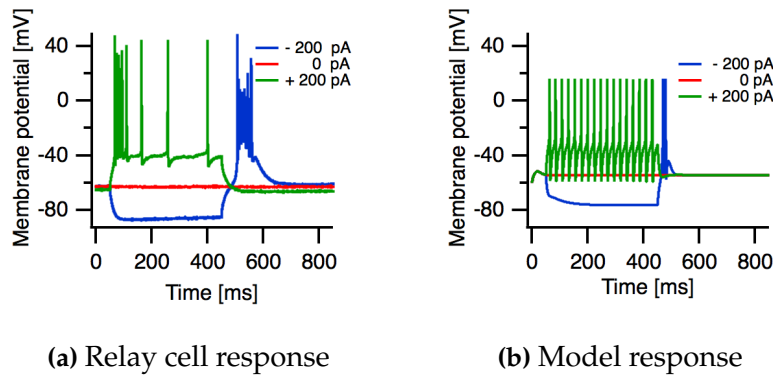 Membrane potential [mV]
40
0
-40
-80
- 200 pA
0 pA
+ 200 pA
0 200 400 600 800
Time [ms]
(a) Relay cell response
Membrane potential [mV]
40
0
-40
-80
- 200 pA
0 pA
+ 200 pA
0 200 400 600 800
Time [ms]
(b) Model response